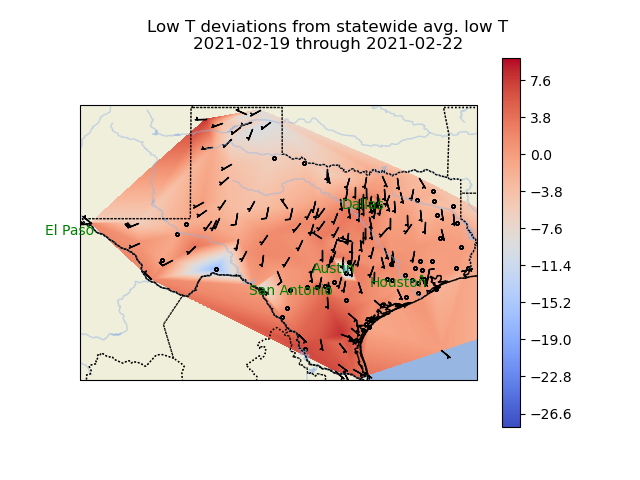 Low T deviations from statewide avg. low T
2021-02-19 through 2021-02-22
7.6
3.8
0.0
−3.8
−7.6
−11.4
−15.2
−19.0
−22.8
−26.6
Dallas
El Paso
Austin
San Antonio
Houston